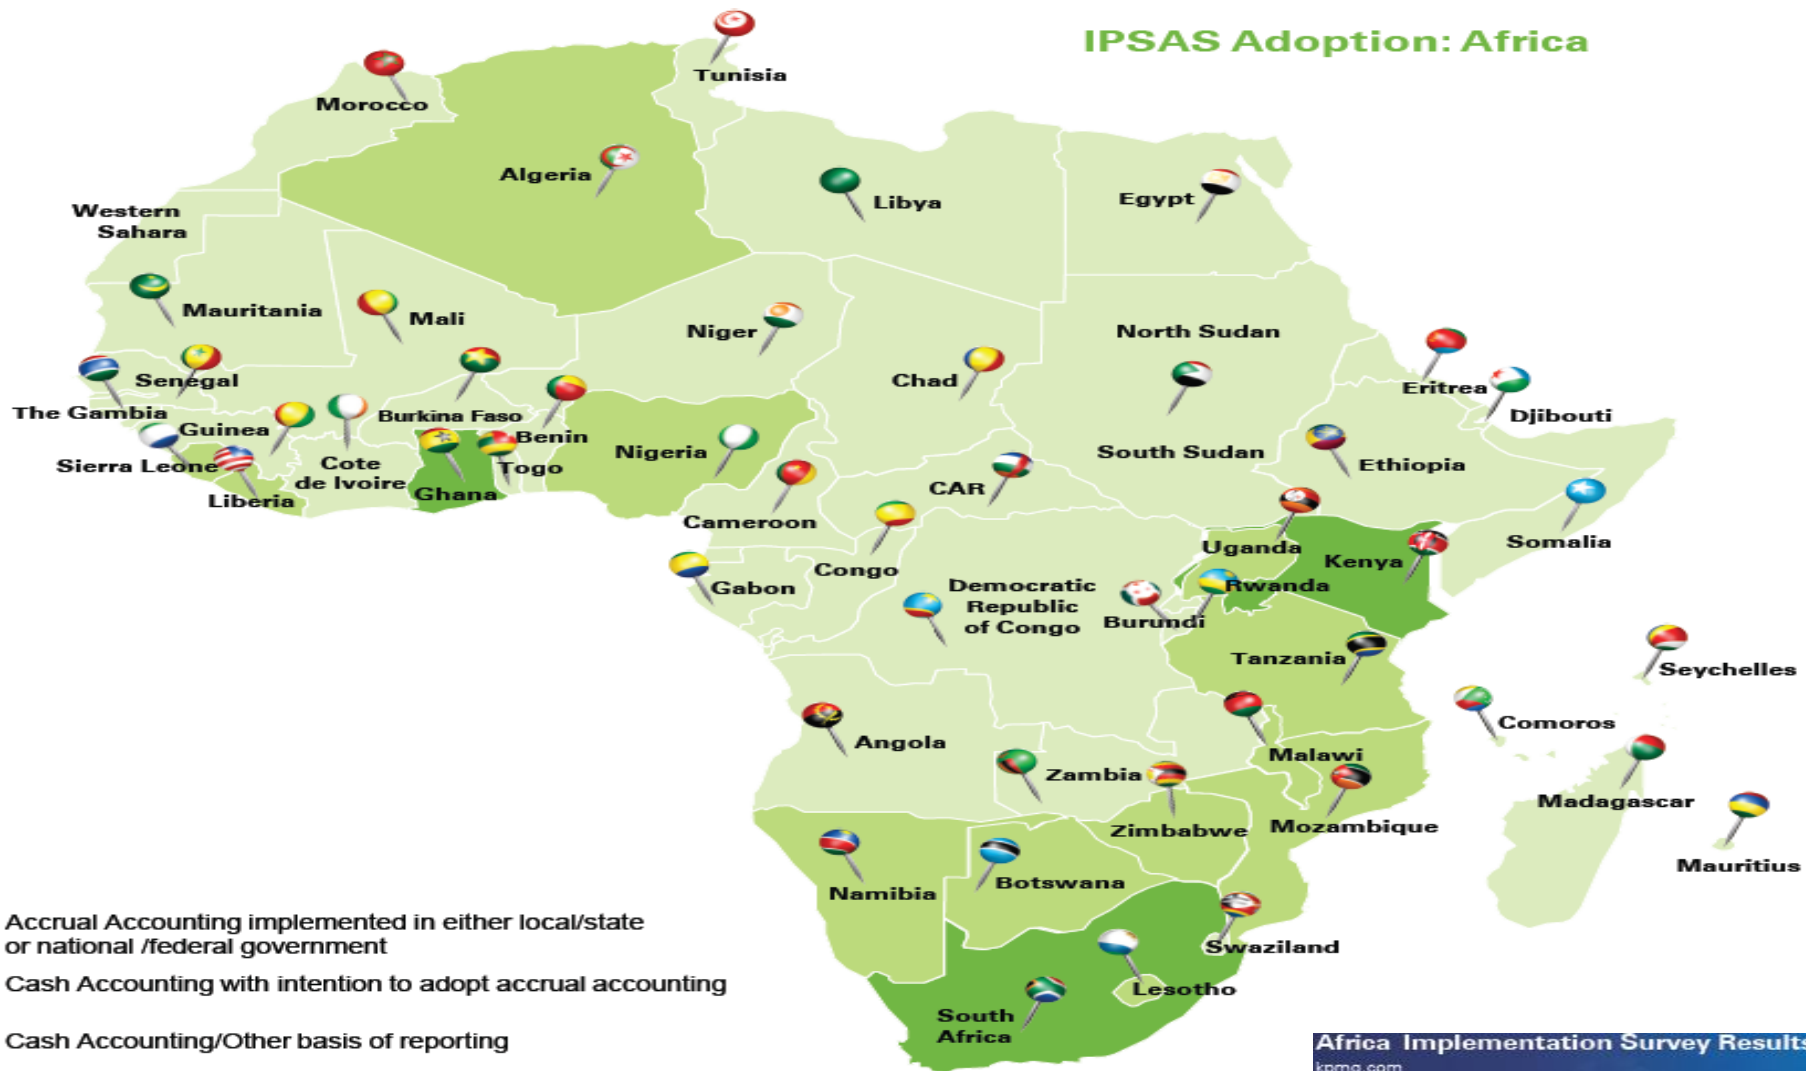 IPSAS Adoption: Africa
Tunisia
Morocco
Algeria
Libya
Egypt
Western
Sahara
Mauritania
Mali
Niger
North Sudan
Chad
Senegal
Eritrea
The Gambia
Burkina Faso
Djibouti
Guinea
Benin
Nigeria
South Sudan
Sierra Leone
Cote
de Ivoire
Togo
Ethiopia
Liberia
Ghana
CAR
Cameroon
Somalia
Uganda
Kenya
Congo
Gabon
Democratic
Republic
of Congo
Rwanda
Burundi
Tanzania
Seychelles
Comoros
Angola
Malawi
Zambia
Madagascar
Zimbabwe
Mozambique
Mauritius
Namibia
Botswana
Swaziland
Lesotho
South
Africa
Accrual Accounting implemented in either local/state
or national /federal government
Cash Accounting with intention to adopt accrual accounting
Cash Accounting/Other basis of reporting
Africa Implementation Survey Results
kpmg.com